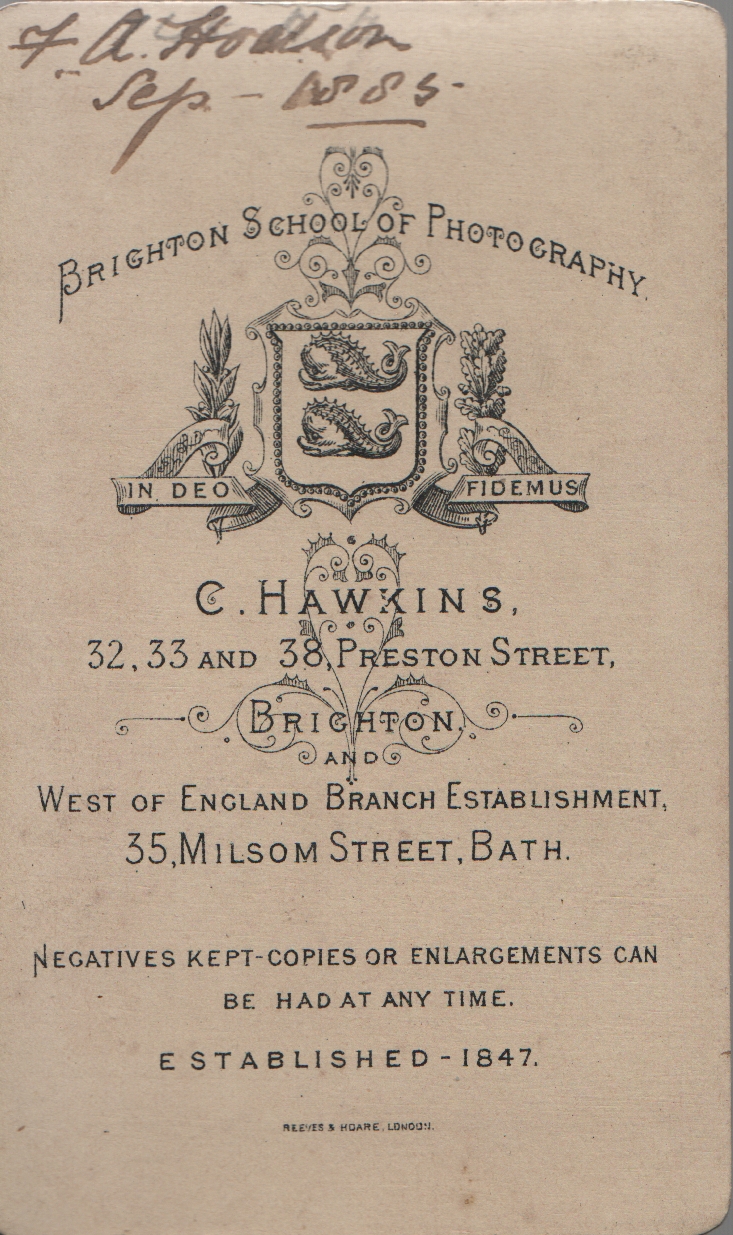 F. A. Hodson
Sep - 1885
BRIGHTON SCHOOL OF PHOTOGRAPHY.
IN DEO FIDEMUS
C. HAWKINS,
32, 33 AND 38, PRESTON STREET,
BRIGHTON.
AND
WEST OF ENGLAND BRANCH ESTABLISHMENT,
35, MILSOM STREET, BATH.
NEGATIVES KEPT-COPIES OR ENLARGEMENTS CAN
BE HAD AT ANY TIME.
ESTABLISHED - 1847.
REEVES & HOARE, LONDON.